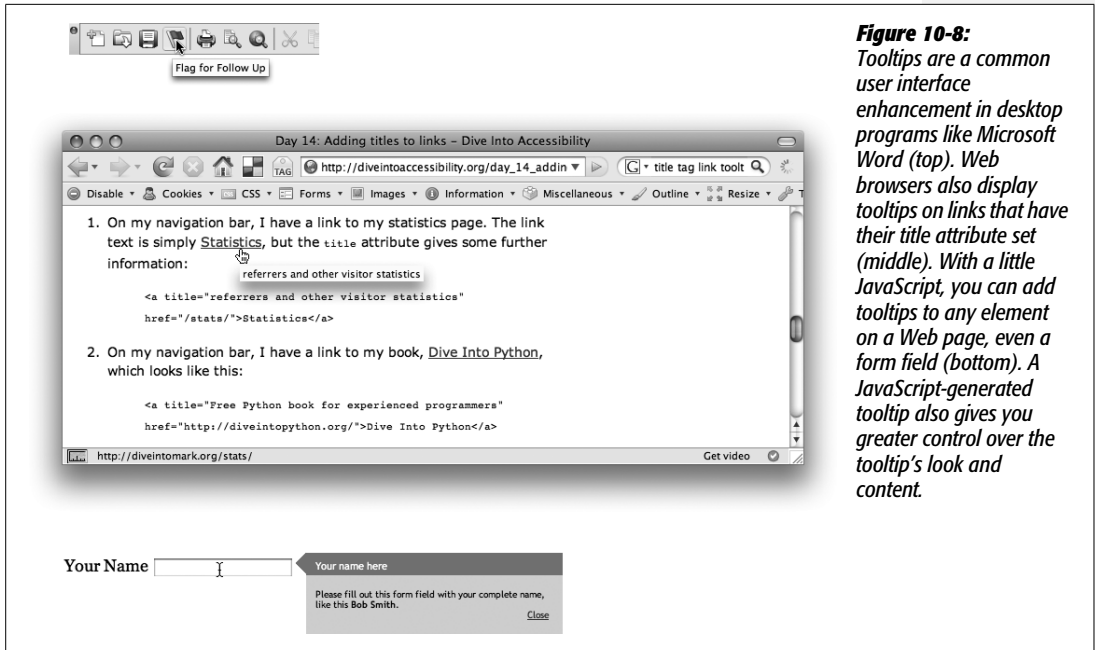 Flag for Follow Up
Day 14: Adding titles to links – Dive Into Accessibility
TAG
http://diveintoaccessibility.org/day_14_addin
G
title tag link toolt
Disable
Cookies
CSS
Forms
Images
Information
Miscellaneous
Outline
Resize
T
1. On my navigation bar, I have a link to my statistics page. The link
text is simply Statistics, but the title attribute gives some further
information:
referrers and other visitor statistics
<a title="referrers and other visitor statistics"
href="/stats/">Statistics</a>
2. On my navigation bar, I have a link to my book, Dive Into Python,
which looks like this:
<a title="Free Python book for experienced programmers"
href="http://diveintopython.org/">Dive Into Python</a>
http://diveintomark.org/stats/
Get video
Your Name
Your name here
Please fill out this form field with your complete name,
like this Bob Smith.
Close
Figure 10-8:
Tooltips are a common
user interface
enhancement in desktop
programs like Microsoft
Word (top). Web
browsers also display
tooltips on links that have
their title attribute set
(middle). With a little
JavaScript, you can add
tooltips to any element
on a Web page, even a
form field (bottom). A
JavaScript-generated
tooltip also gives you
greater control over the
tooltip's look and
content.